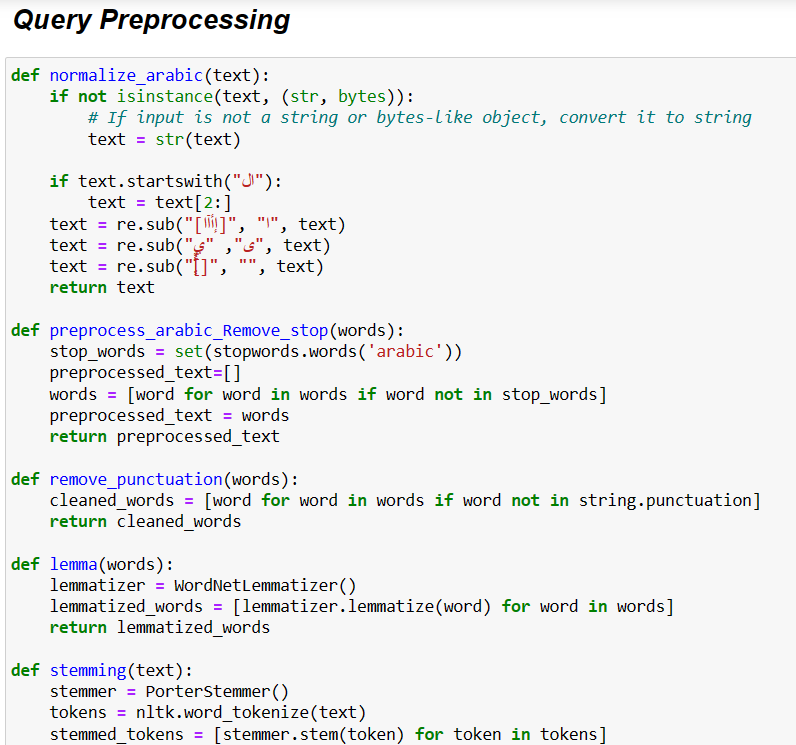 Query Preprocessing
def normalize_arabic(text):
if not isinstance(text, (str, bytes)):
# If input is not a string or bytes-like object, convert it to string
text = str(text)
if text.startswith("ال"):
text = text[2:]
text = re.sub("[إأآا]", "ا", text)
text = re.sub("ى", "ي", text)
text = re.sub("[]", "", text)
return text
def preprocess_arabic_Remove_stop(words):
stop_words = set(stopwords.words('arabic'))
preprocessed_text=[]
words = [word for word in words if word not in stop_words]
preprocessed_text = words
return preprocessed_text
def remove_punctuation(words):
cleaned_words = [word for word in words if word not in string.punctuation]
return cleaned_words
def lemma(words):
lemmatizer = WordNetLemmatizer()
lemmatized_words = [lemmatizer.lemmatize(word) for word in words]
return lemmatized_words
def stemming(text):
stemmer = PorterStemmer()
tokens = nltk.word_tokenize(text)
stemmed_tokens = [stemmer.stem(token) for token in tokens]